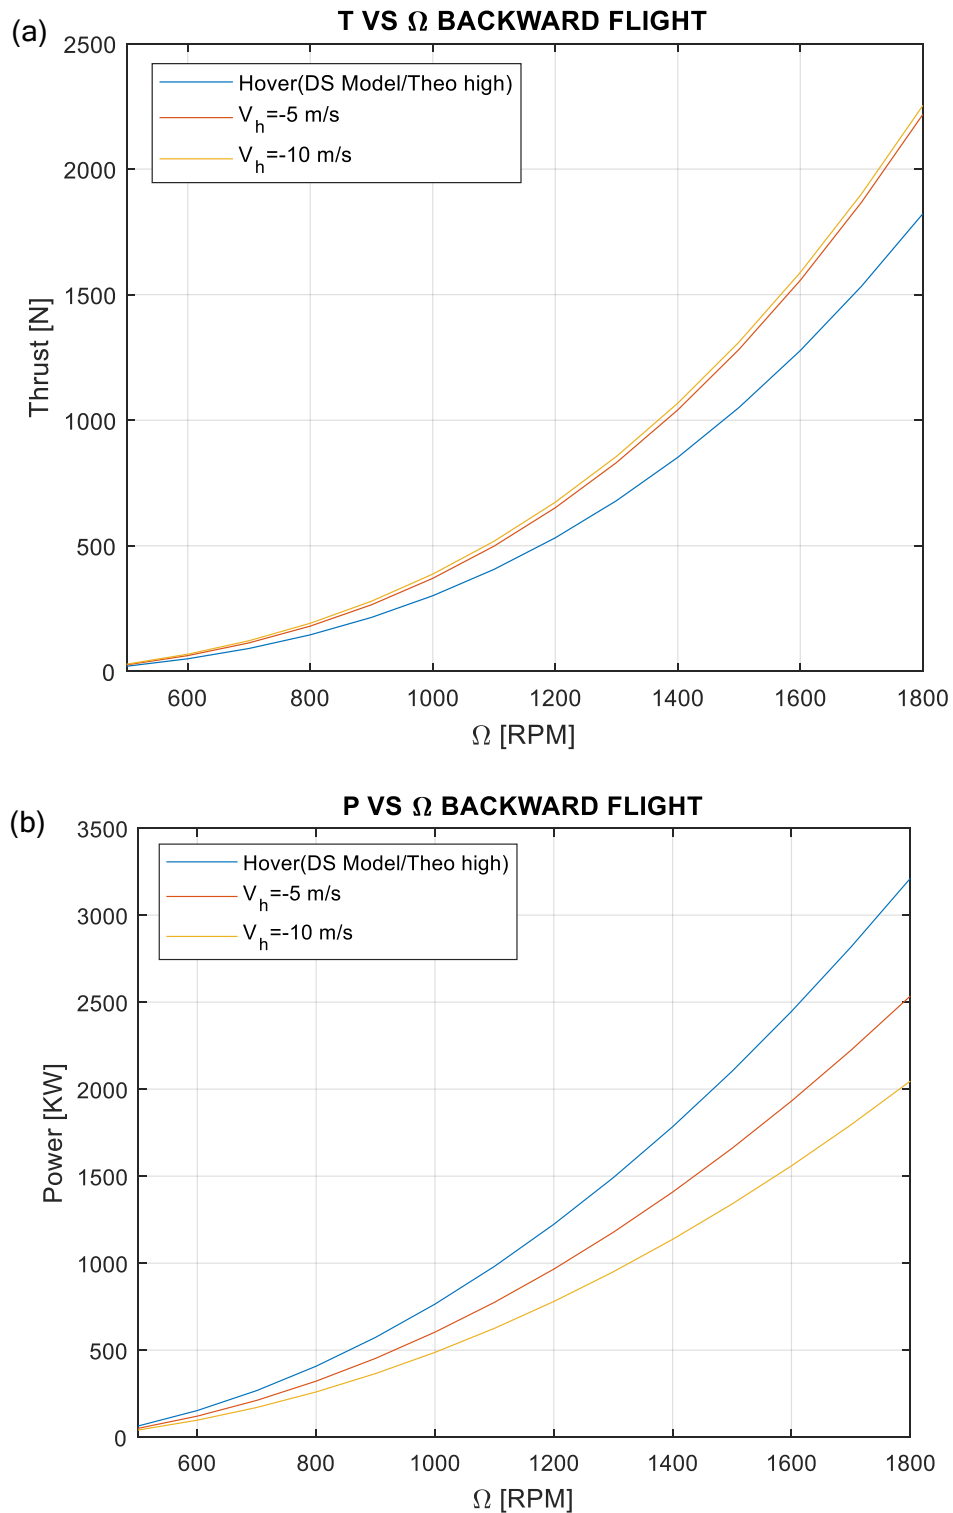 (a)
T VS Ω BACKWARD FLIGHT
2500
2000
1500
1000
500
0
Thrust [N]
Hover(DS Model/Theo high)
V_h=-5 m/s
V_h=-10 m/s
600 800 1000 1200 1400 1600 1800
Ω [RPM]
(b)
P VS Ω BACKWARD FLIGHT
3500
3000
2500
2000
1500
1000
500
0
Power [KW]
Hover(DS Model/Theo high)
V_h=-5 m/s
V_h=-10 m/s
600 800 1000 1200 1400 1600 1800
Ω [RPM]